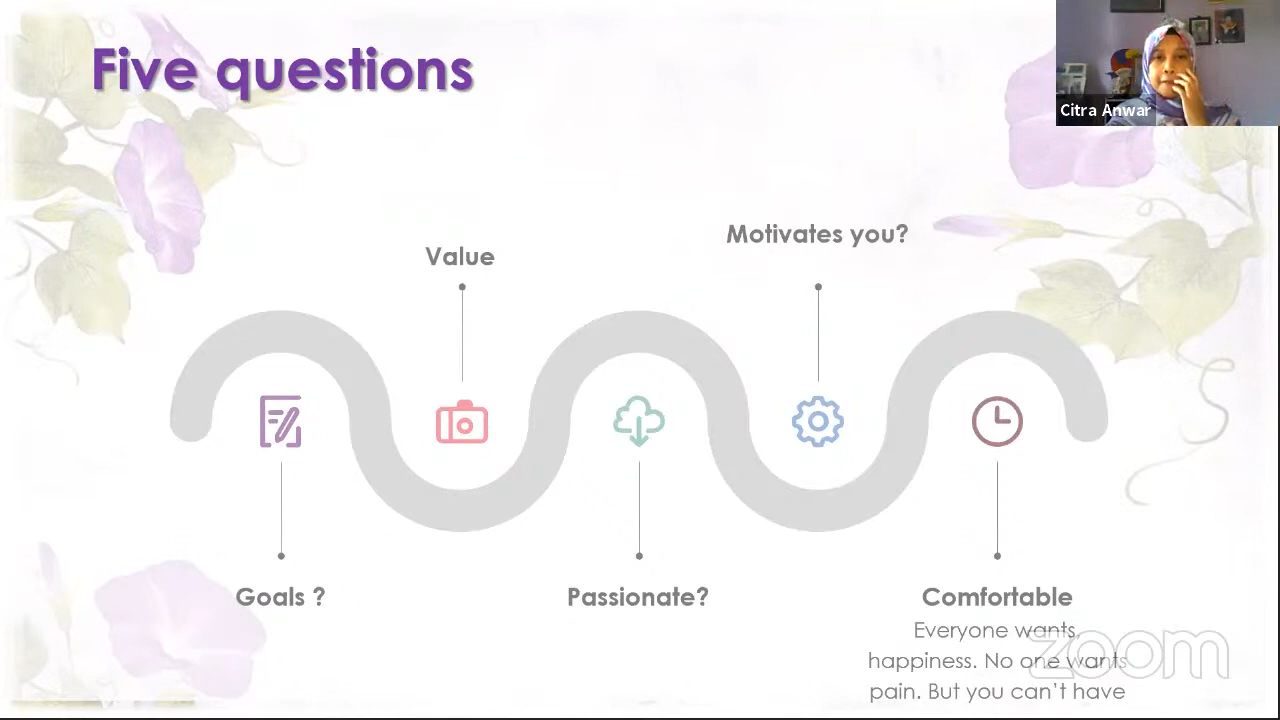 Five questions
Citra Anwar
Motivates you?
Value
Goals ?
Passionate?
Comfortable
Everyone wants,
happiness. No one wants
pain. But you can't have
zoom